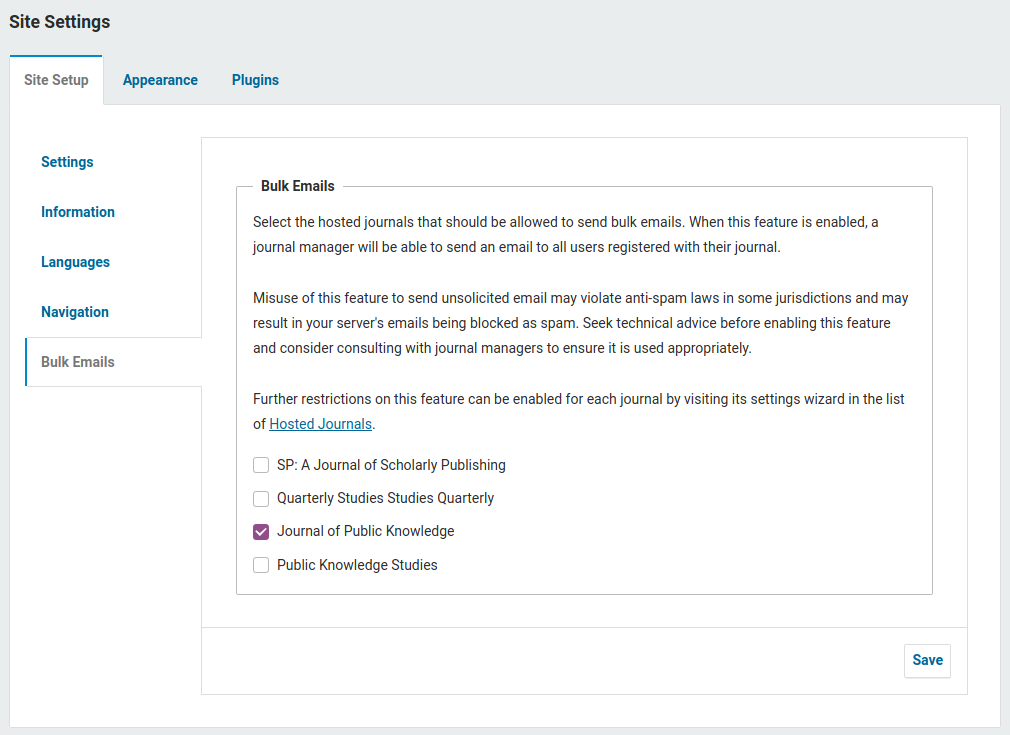 Site Settings
Site Setup
Appearance
Plugins
Settings
Information
Languages
Navigation
Bulk Emails
Bulk Emails
Select the hosted journals that should be allowed to send bulk emails. When this feature is enabled, a
journal manager will be able to send an email to all users registered with their journal.
Misuse of this feature to send unsolicited email may violate anti-spam laws in some jurisdictions and may
result in your server's emails being blocked as spam. Seek technical advice before enabling this feature
and consider consulting with journal managers to ensure it is used appropriately.
Further restrictions on this feature can be enabled for each journal by visiting its settings wizard in the list
of Hosted Journals.
SP: A Journal of Scholarly Publishing
Quarterly Studies Studies Quarterly
Journal of Public Knowledge
Public Knowledge Studies
Save